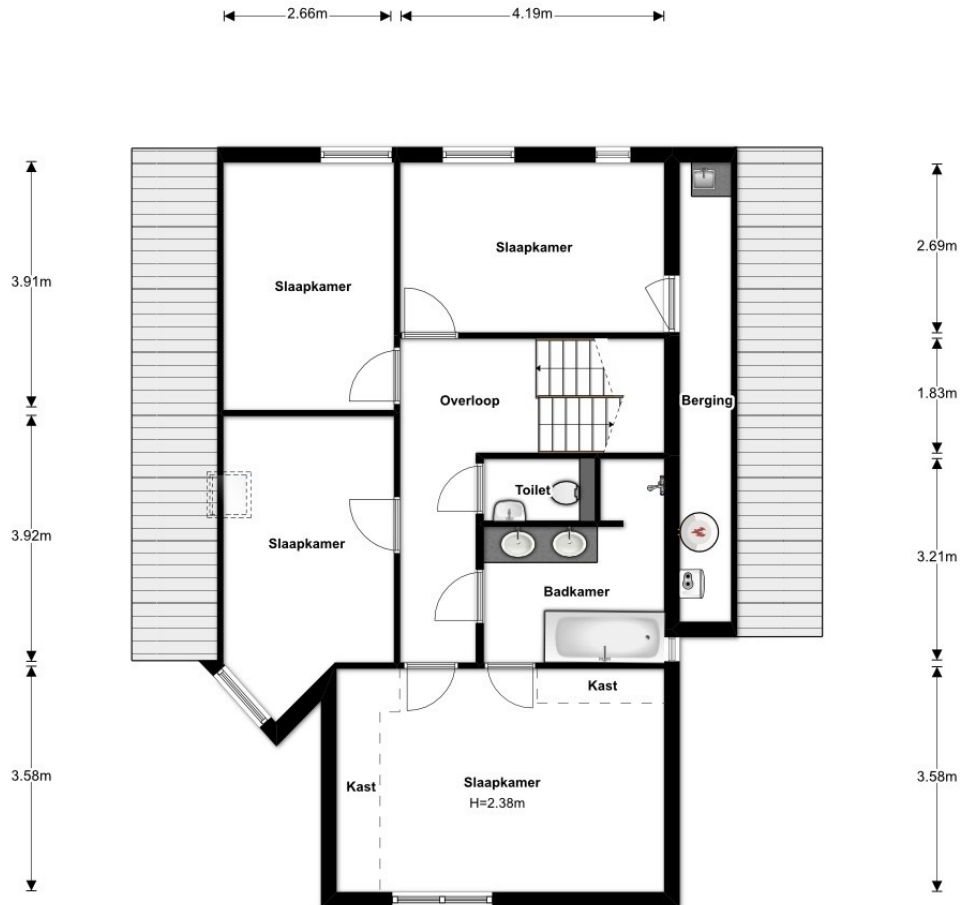 2.66m
4.19m
3.91m
3.92m
3.58m
2.69m
1.83m
3.21m
3.58m
Slaapkamer
Slaapkamer
Overloop
Berging
Toilet
Slaapkamer
Badkamer
Kast
Kast
Slaapkamer
H=2.38m